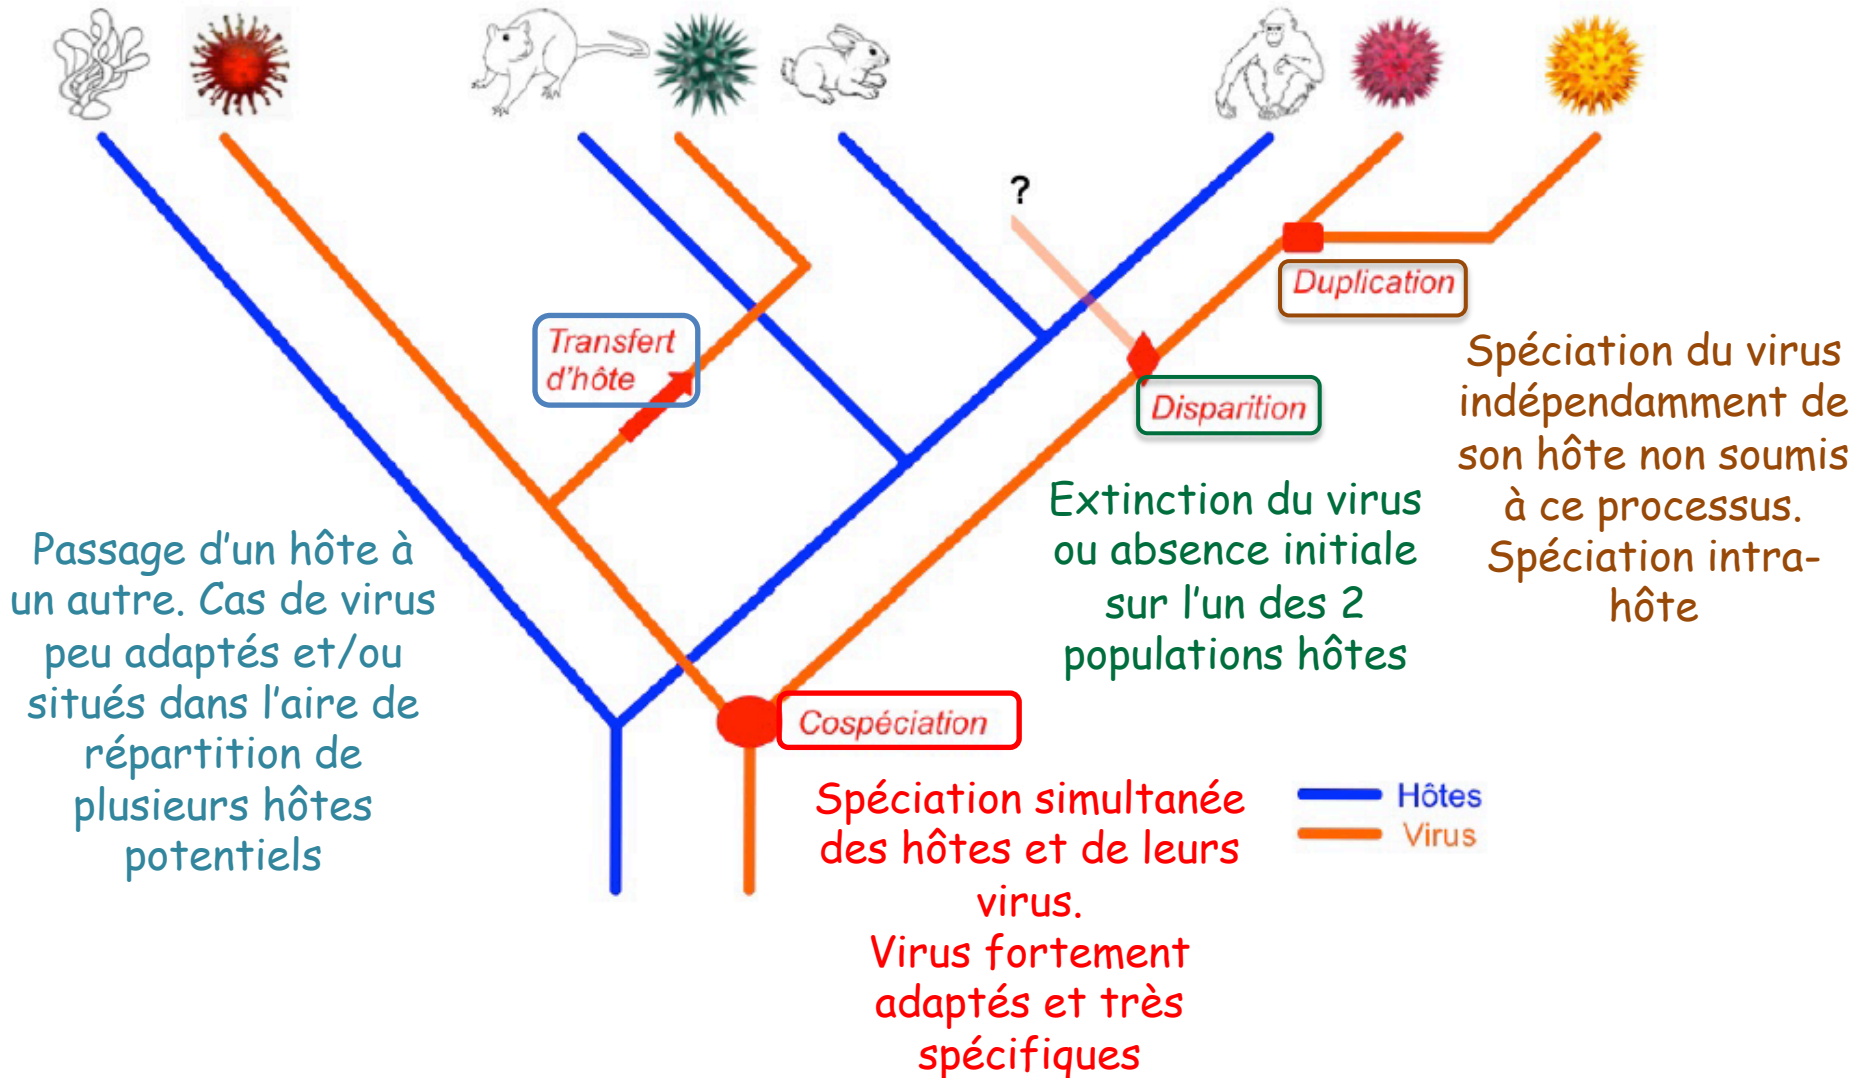 ?
Duplication
Transfert
d'hôte
Disparition
Spéciation du virus
indépendamment de
son hôte non soumis
à ce processus.
Spéciation intra-
hôte
Extinction du virus
ou absence initiale
sur l'un des 2
populations hôtes
Passage d'un hôte à
un autre. Cas de virus
peu adaptés et/ou
situés dans l'aire de
répartition de
plusieurs hôtes
potentiels
Cospéciation
Spéciation simultanée
des hôtes et de leurs
virus.
Virus fortement
adaptés et très
spécifiques
Hôtes
Virus